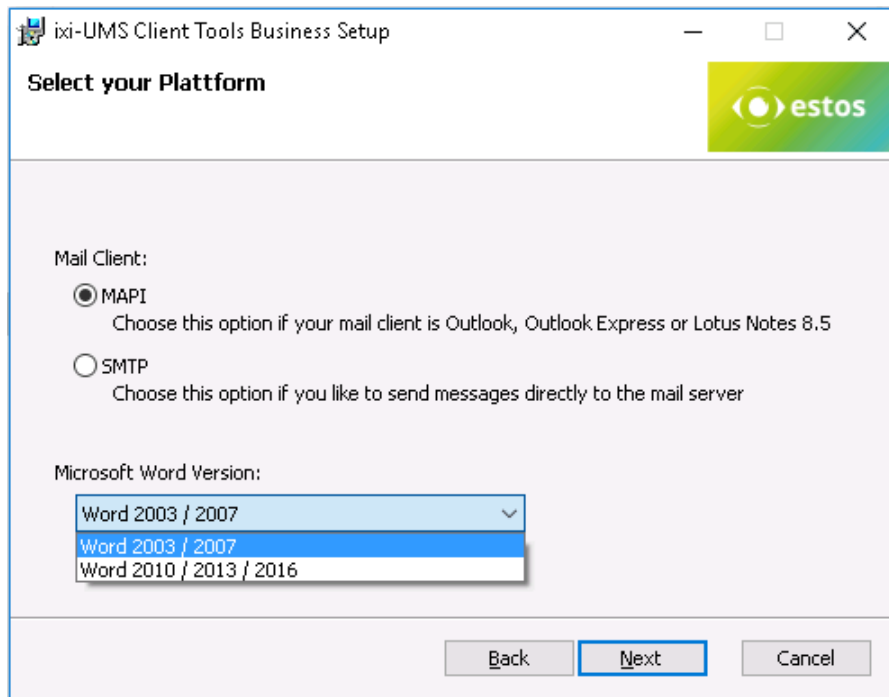 ixi-UMS Client Tools Business Setup
Select your Plattform
estos
Mail Client:
MAPI
Choose this option if your mail client is Outlook, Outlook Express or Lotus Notes 8.5
SMTP
Choose this option if you like to send messages directly to the mail server
Microsoft Word Version:
Word 2003 / 2007
Word 2003 / 2007
Word 2010 / 2013 / 2016
Back Next Cancel